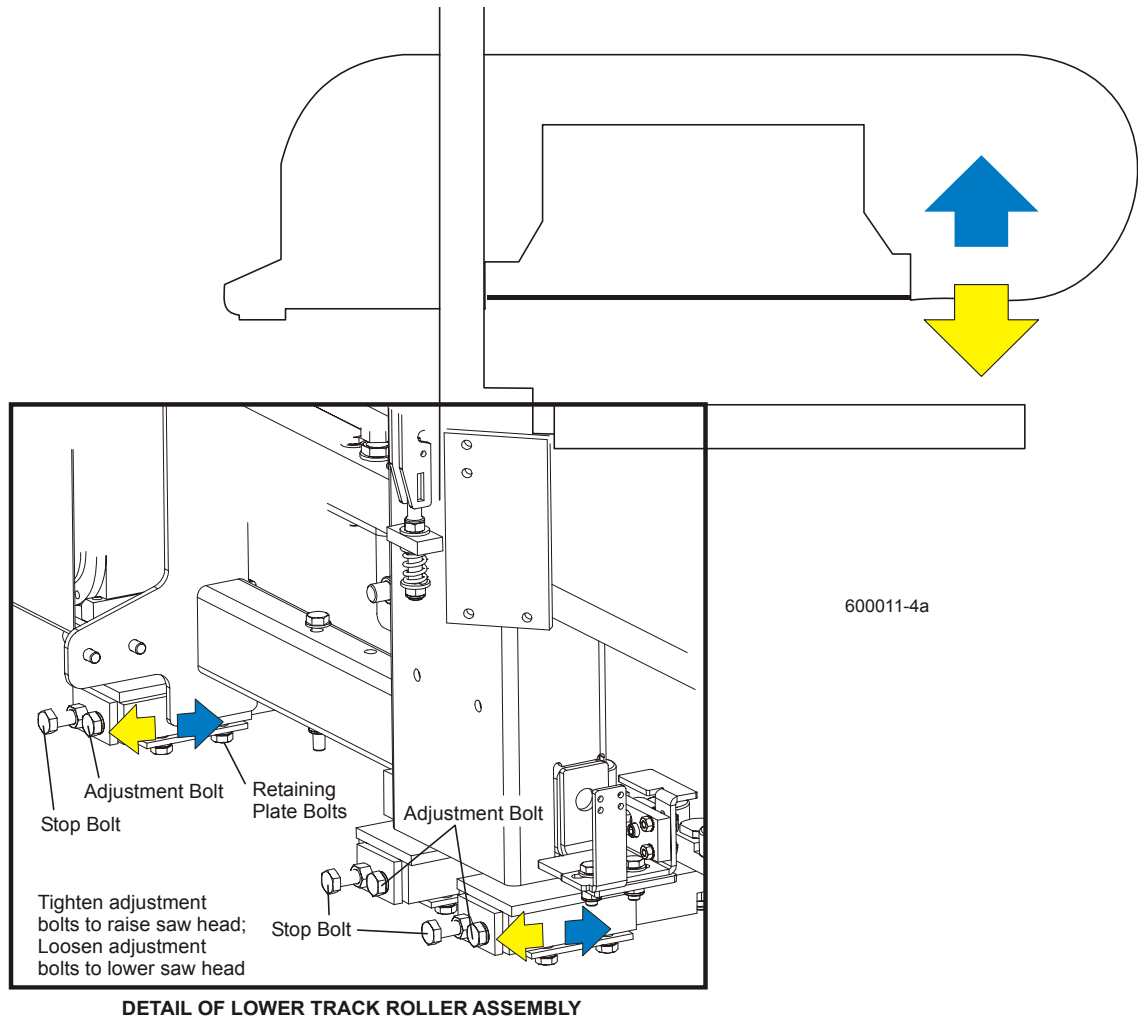 600011-4a
Adjustment Bolt
Stop Bolt
Retaining
Plate Bolts
Adjustment Bolt
Stop Bolt
Tighten adjustment
bolts to raise saw head;
Loosen adjustment
bolts to lower saw head
DETAIL OF LOWER TRACK ROLLER ASSEMBLY